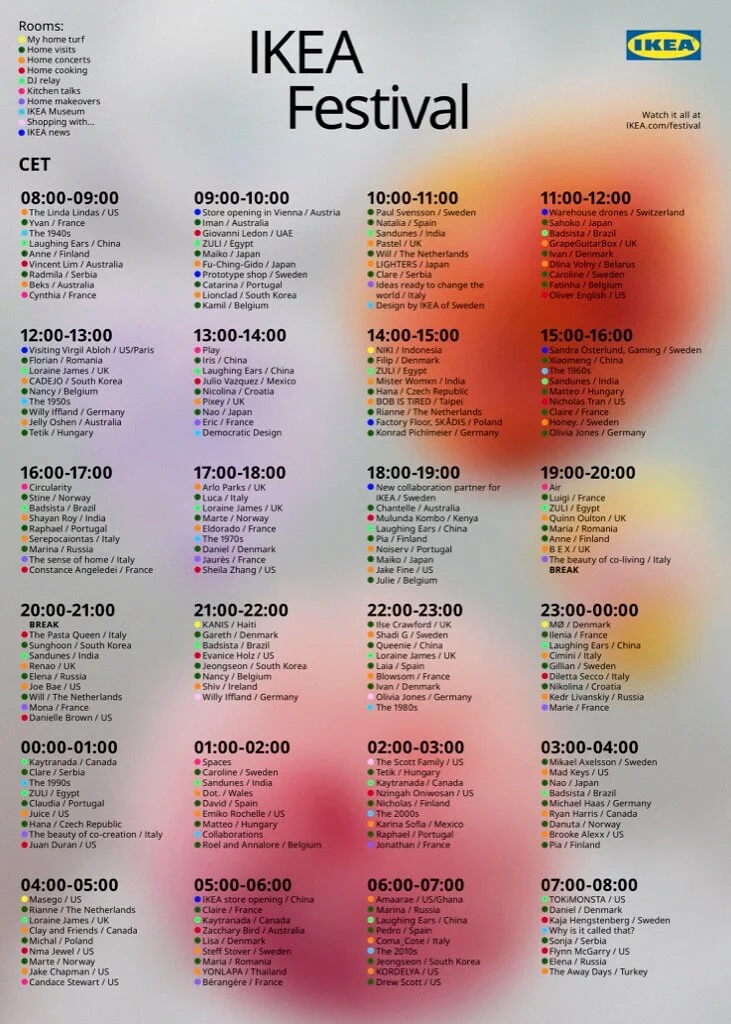 Rooms:
My home turf
Home visits
Home concerts
Home cooking
DJ relay
Kitchen talks
Home makeovers
IKEA Museum
Shopping with...
IKEA news
IKEA
Festival
IKEA
Watch it all at
IKEA.com/festival
CET
08:00-09:00
The Linda Lindas / US
Yvan / France
The 1940s
Laughing Ears / China
Anne / Finland
Vincent Lim / Australia
Radmila / Serbia
Beks / Australia
Cynthia / France
09:00-10:00
Store opening in Vienna / Austria
Iman / Australia
Giovanni Ledon / UAE
ZULI / Egypt
Maiko / Japan
Fu-Ching-Gido / Japan
Prototype shop / Sweden
Catarina / Portugal
Lionclad / South Korea
Kamil / Belgium
10:00-11:00
Paul Svensson / Sweden
Natalia / Spain
Sandunes / India
Pastel / UK
Will / The Netherlands
LIGHTERS / Japan
Clare / Serbia
Ideas ready to change the
world / Italy
Design by IKEA of Sweden
11:00-12:00
Warehouse drones / Switzerland
Sahoko / Japan
Badsista / Brazil
GrapeGuitarBox / UK
Ivan / Denmark
Dlina Volny / Belarus
Caroline / Sweden
Fatinha / Belgium
Oliver English / US
12:00-13:00
Visiting Virgil Abloh / US/Paris
Florian / Romania
Loraine James / UK
CADEJO / South Korea
Nancy / Belgium
The 1950s
Willy Iffland / Germany
Jelly Oshen / Australia
Tetik / Hungary
13:00-14:00
Play
Iris / China
Laughing Ears / China
Julio Vazquez / Mexico
Nicolina / Croatia
Pixey / UK
Nao / Japan
Eric / France
Democratic Design
14:00-15:00
NIKI / Indonesia
Filip / Denmark
ZULI / Egypt
Mister Womxn / India
Hana / Czech Republic
BOB IS TIRED / Taipei
Rianne / The Netherlands
Factory Floor, SKÅDIS / Poland
Konrad Pichlmeier / Germany
15:00-16:00
Sandra Österlund, Gaming / Sweden
Xiaomeng / China
The 1960s
Sandunes / India
Matteo / Hungary
Nicholas Tran / US
Claire / France
Honey. / Sweden
Olivia Jones / Germany
16:00-17:00
Circularity
Stine / Norway
Badsista / Brazil
Shayan Roy / India
Raphael / Portugal
Serepocaiontas / Italy
Marina / Russia
The sense of home / Italy
Constance Angeledei / France
17:00-18:00
Arlo Parks / UK
Luca / Italy
Loraine James / UK
Marte / Norway
Eldorado / France
The 1970s
Daniel / Denmark
Jaurès / France
Sheila Zhang / US
18:00-19:00
New collaboration partner for
IKEA / Sweden
Chantelle / Australia
Mulunda Kombo / Kenya
Laughing Ears / China
Pia / Finland
Noiserv / Portugal
Maiko / Japan
Jake Fine / US
Julie / Belgium
19:00-20:00
Air
Luigi / France
ZULI / Egypt
Quinn Oulton / UK
Maria / Romania
Anne / Finland
B E X / UK
The beauty of co-living / Italy
BREAK
20:00-21:00
BREAK
The Pasta Queen / Italy
Sunghoon / South Korea
Sandunes / India
Renao / UK
Elena / Russia
Joe Bae / US
Will / The Netherlands
Mona / France
Danielle Brown / US
21:00-22:00
KANIS / Haiti
Gareth / Denmark
Badsista / Brazil
Evanice Holz / US
Jeongseon / South Korea
Nancy / Belgium
Shiv / Ireland
Willy Iffland / Germany
22:00-23:00
Ilse Crawford / UK
Shadi G / Sweden
Queenie / China
Loraine James / UK
Laia / Spain
Blowsom / France
Ivan / Denmark
Olivia Jones / Germany
The 1980s
23:00-00:00
MØ / Denmark
Ilenia / France
Laughing Ears / China
Cimini / Italy
Gillian / Sweden
Diletta Secco / Italy
Nikolina / Croatia
Kedr Livanskiy / Russia
Marie / France
00:00-01:00
Kaytranada / Canada
Clare / Serbia
The 1990s
ZULI / Egypt
Claudia / Portugal
Juice / US
Hana / Czech Republic
The beauty of co-creation / Italy
Juan Duran / US
01:00-02:00
Spaces
Caroline / Sweden
Sandunes / India
Dot. / Wales
David / Spain
Emiko Rochelle / US
Matteo / Hungary
Collaborations
Roel and Annalore / Belgium
02:00-03:00
The Scott Family / US
Tetik / Hungary
Kaytranada / Canada
Nzingah Oniwosan / US
Nicholas / Finland
The 2000s
Karina Sofia / Mexico
Raphael / Portugal
Jonathan / France
03:00-04:00
Mikael Axelsson / Sweden
Mad Keys / US
Nao / Japan
Badsista / Brazil
Michael Haas / Germany
Ryan Harris / Canada
Danuta / Norway
Brooke Alexx / US
Pia / Finland
04:00-05:00
Masego / US
Rianne / The Netherlands
Loraine James / UK
Clay and Friends / Canada
Michal / Poland
Nma Jewel / US
Marte / Norway
Jake Chapman / US
Candace Stewart / US
05:00-06:00
IKEA store opening / China
Claire / France
Kaytranada / Canada
Zacchary Bird / Australia
Lisa / Denmark
Steff Stover / Sweden
Maria / Romania
YONLAPA / Thailand
Bérangère / France
06:00-07:00
Amaarae / US/Ghana
Marina / Russia
Laughing Ears / China
Pedro / Spain
Coma_Cose / Italy
The 2010s
Jeongseon / South Korea
KORDELYA / US
Drew Scott / US
07:00-08:00
TOKiMONSTA / US
Daniel / Denmark
Kaja Hengstenberg / Sweden
Why is it called that?
Sonja / Serbia
Flynn McGarry / US
Elena / Russia
The Away Days / Turkey